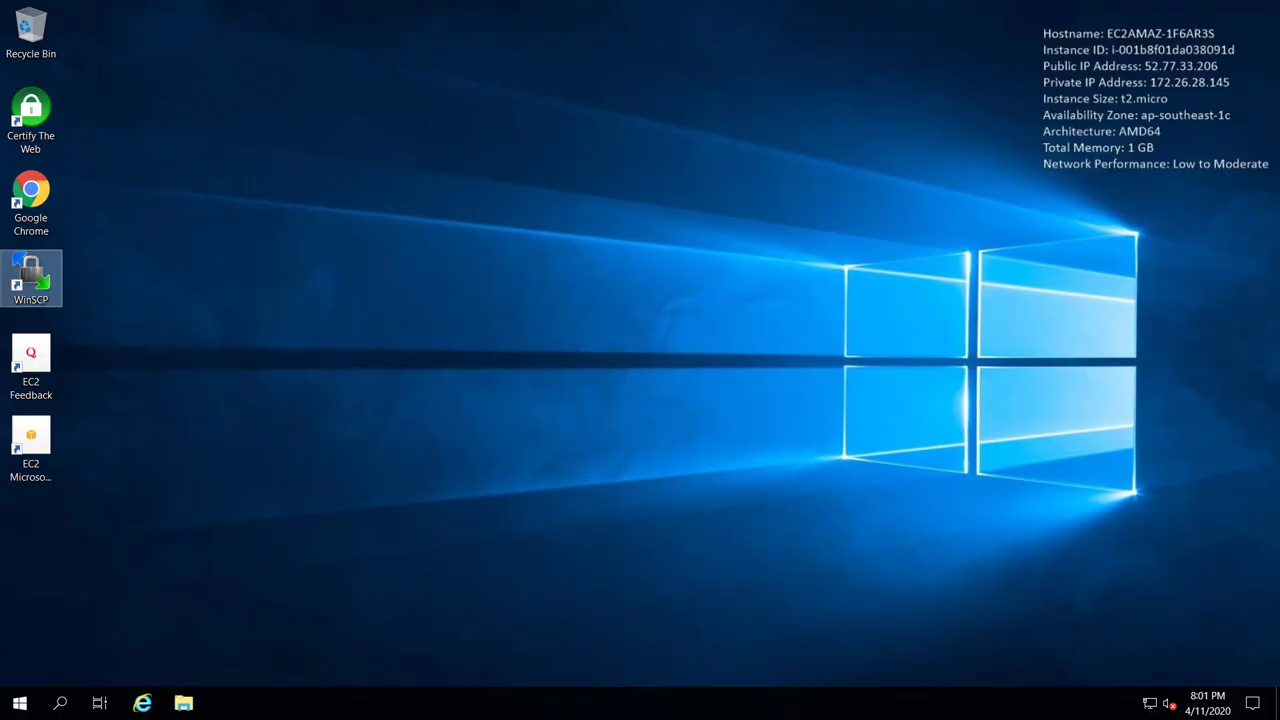 Recycle Bin
Certify The
Web
Google
Chrome
WinSCP
Q
EC2
Feedback
EC2
Microso...
Hostname: EC2AMAZ-1F6AR3S
Instance ID: i-001b8f01da038091d
Public IP Address: 52.77.33.206
Private IP Address: 172.26.28.145
Instance Size: t2.micro
Availability Zone: ap-southeast-1c
Architecture: AMD64
Total Memory: 1 GB
Network Performance: Low to Moderate
8:01 PM
4/11/2020